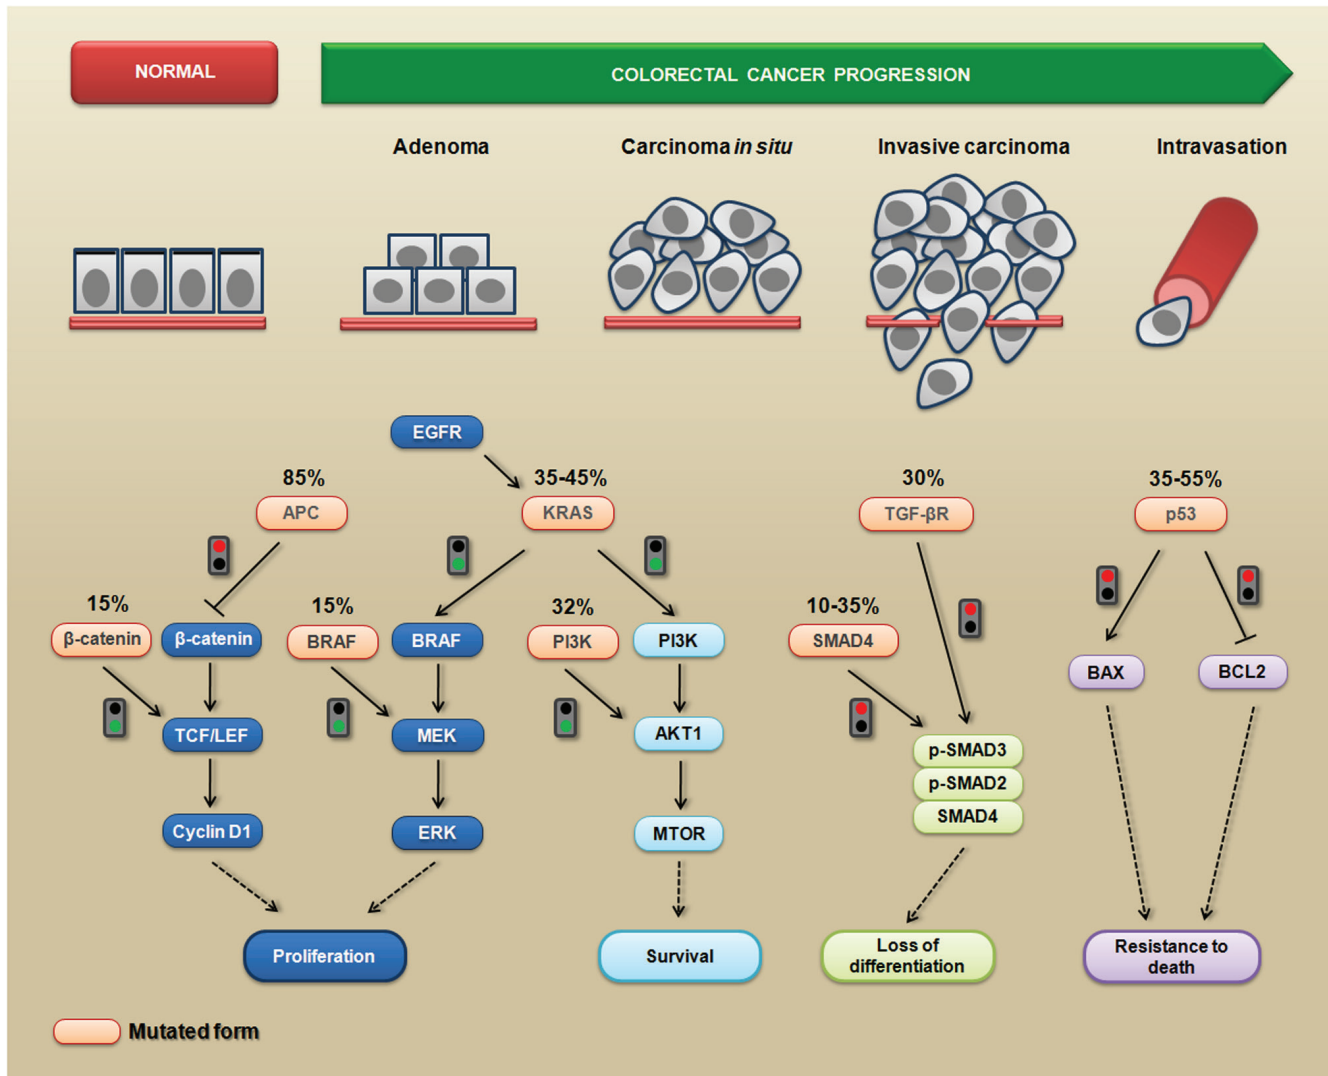 NORMAL
COLORECTAL CANCER PROGRESSION
Adenoma
Carcinoma in situ
Invasive carcinoma
Intravasation
EGFR
85%
35-45%
30%
35-55%
APC
KRAS
TGF-βR
p53
15%
15%
32%
10-35%
β-catenin
β-catenin
BRAF
BRAF
PI3K
PI3K
SMAD4
BAX
BCL2
TCF/LEF
MEK
AKT1
p-SMAD3
p-SMAD2
SMAD4
Cyclin D1
ERK
MTOR
Proliferation
Survival
Loss of
differentiation
Resistance to
death
Mutated form